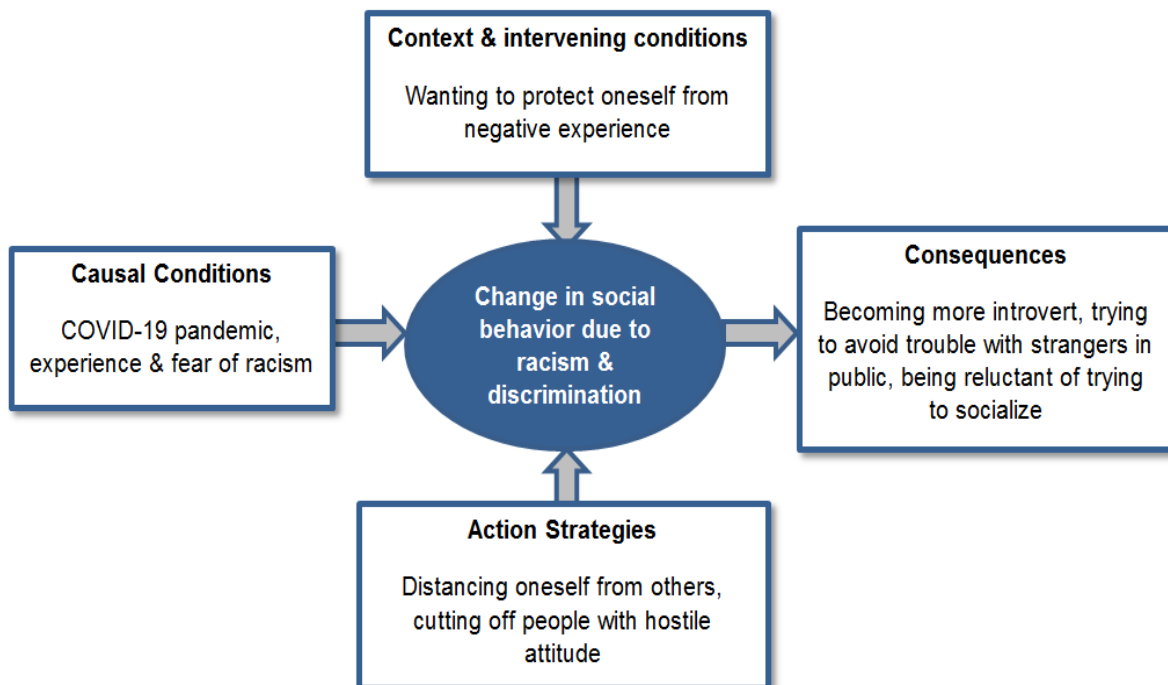 Context & intervening conditions
Wanting to protect oneself from
negative experience
Causal Conditions
COVID-19 pandemic,
experience & fear of racism
Change in social
behavior due to
racism &
discrimination
Consequences
Becoming more introvert, trying
to avoid trouble with strangers in
public, being reluctant of trying
to socialize
Action Strategies
Distancing oneself from others,
cutting off people with hostile
attitude